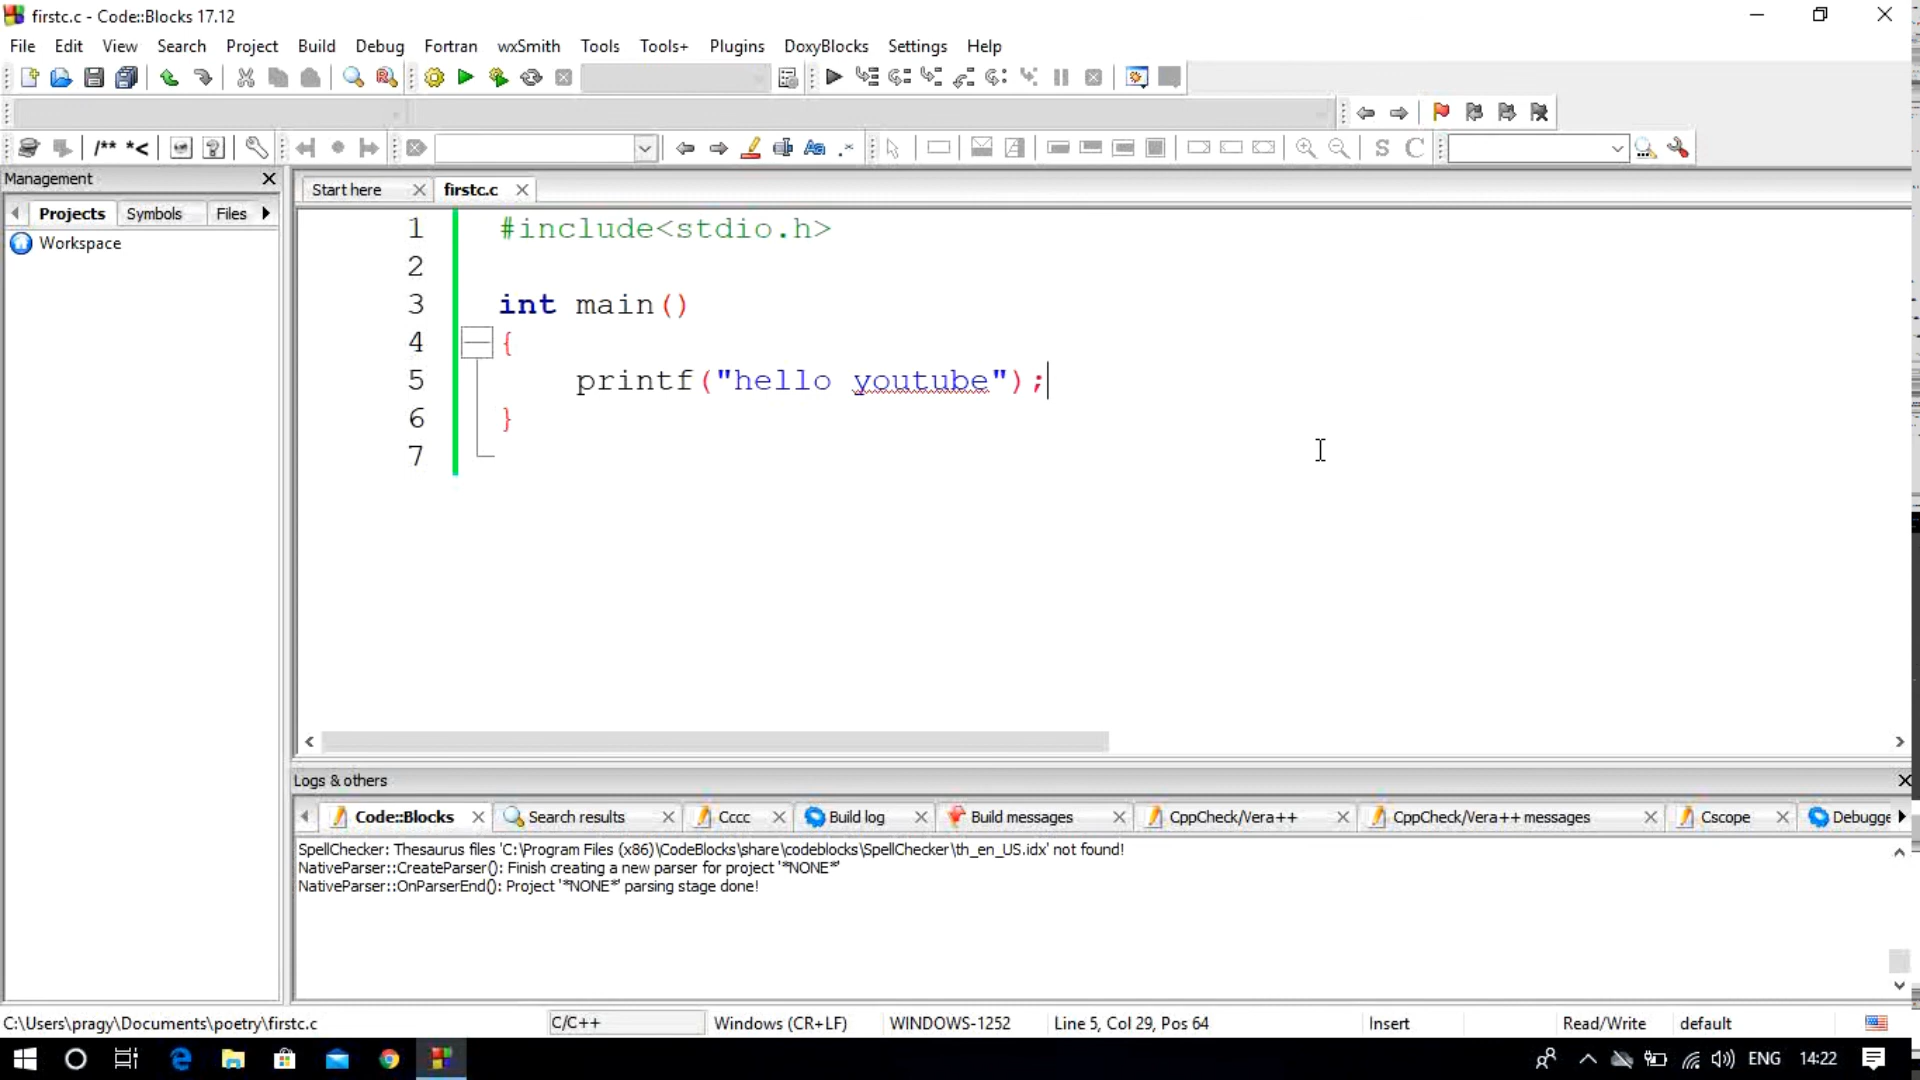 firstc.c - Code::Blocks 17.12
File Edit View Search Project Build Debug Fortran wxSmith Tools Tools+ Plugins DoxyBlocks Settings Help
/** *<
S C
Management
Projects Symbols Files
Workspace
Start here firstc.c
1 #include<stdio.h>
2
3 int main()
4 {
5 printf("hello youtube");
6 }
7
Logs & others
Code::Blocks Search results Cccc Build log Build messages CppCheck/Vera++ CppCheck/Vera++ messages Cscope Debugge
SpellChecker: Thesaurus files 'C:\Program Files (x86)\CodeBlocks\share\codeblocks\SpellChecker\th_en_US.idx' not found!
NativeParser::CreateParser(): Finish creating a new parser for project '*NONE*'
NativeParser::OnParserEnd(): Project '*NONE*' parsing stage done!
C:\Users\pragy\Documents\poetry\firstc.c C/C++ Windows (CR+LF) WINDOWS-1252 Line 5, Col 29, Pos 64 Insert Read/Write default
ENG 14:22